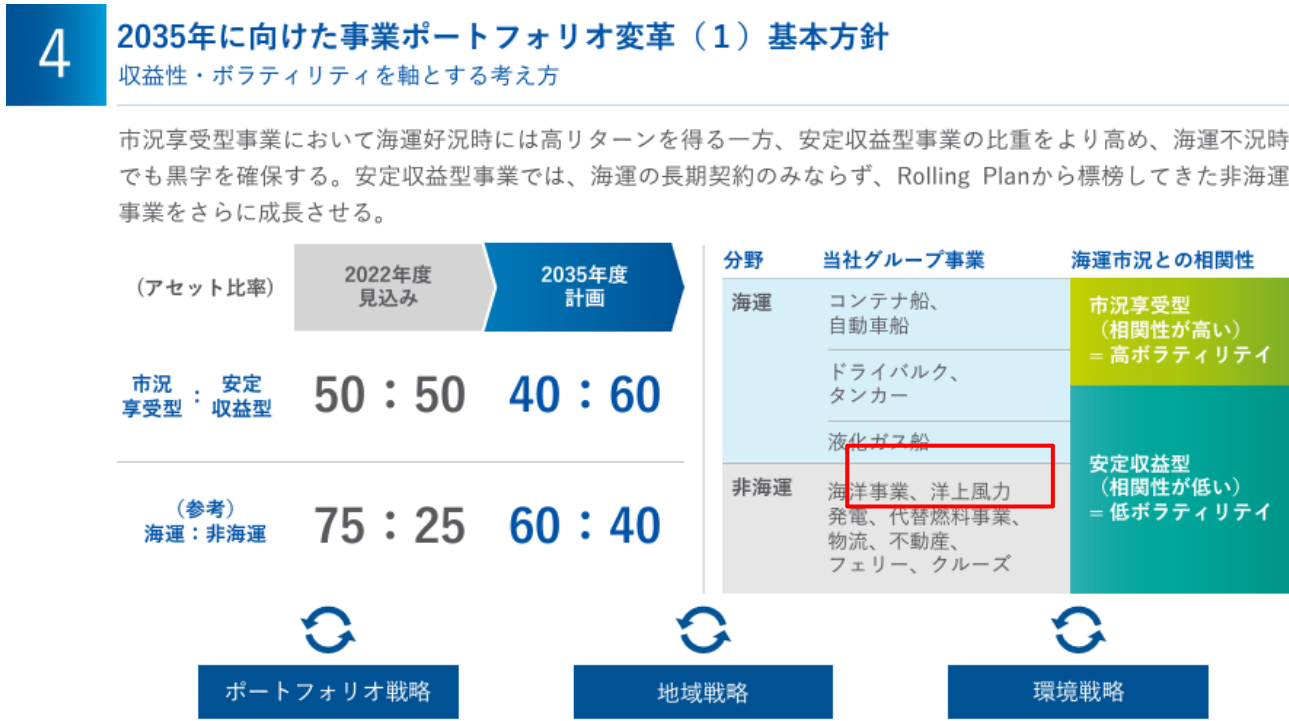 4
2035年に向けた事業ポートフォリオ変革（１）基本方針
収益性・ボラティリティを軸とする考え方
市況享受型事業において海運好況時には高リターンを得る一方、安定収益型事業の比重をより高め、海運不況時
でも黒字を確保する。安定収益型事業では、海運の長期契約のみならず、Rolling Planから標榜してきた非海運
事業をさらに成長させる。
（アセット比率）
2022年度
見込み
2035年度
計画
市況
享受型
：
安定
収益型
50：50
40：60
（参考）
海運：非海運
75：25
60：40
分野
当社グループ事業
海運市況との相関性
海運
コンテナ船、
自動車船
ドライバルク、
タンカー
液化ガス船
市況享受型
（相関性が高い）
= 高ボラティリテイ
非海運
海洋事業、洋上風力
発電、代替燃料事業、
物流、不動産、
フェリー、クルーズ
安定収益型
（相関性が低い）
= 低ボラティリテイ
ポートフォリオ戦略
地域戦略
環境戦略